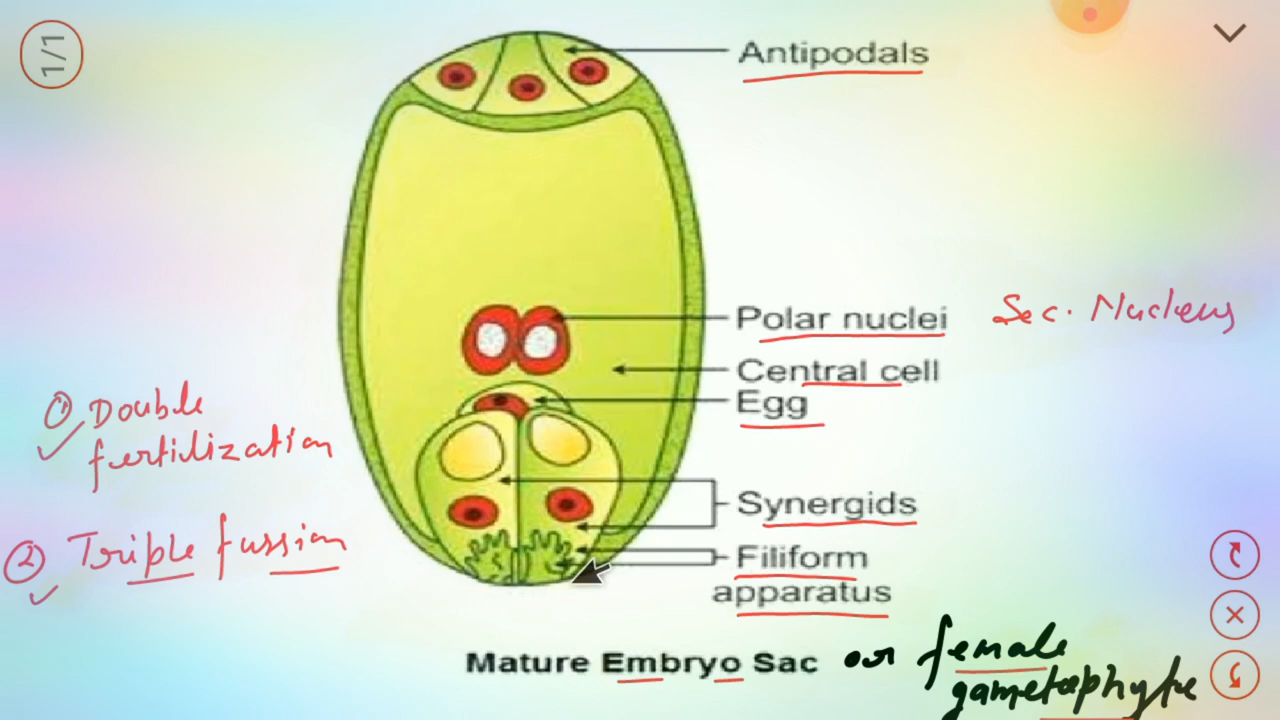 1/1
Antipodals
Polar nuclei Sec. Nucleus
Central cell
Egg
① Double
fertilization
Synergids
② Triple fussion
Filiform
apparatus
Mature Embryo Sac or female
gametophyte